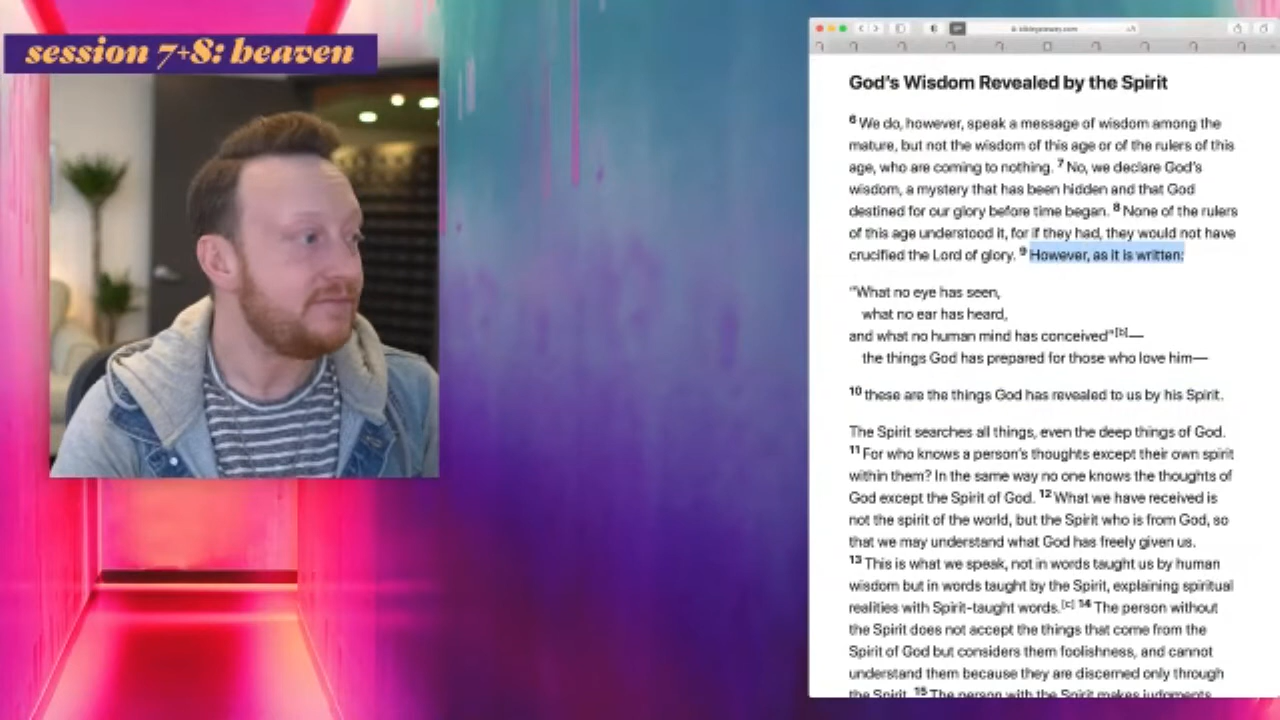 session 7+8: heaven
biblegateway.com
God's Wisdom Revealed by the Spirit
6 We do, however, speak a message of wisdom among the
mature, but not the wisdom of this age or of the rulers of this
age, who are coming to nothing. 7 No, we declare God's
wisdom, a mystery that has been hidden and that God
destined for our glory before time began. 8 None of the rulers
of this age understood it, for if they had, they would not have
crucified the Lord of glory. 9 However, as it is written:
"What no eye has seen,
what no ear has heard,
and what no human mind has conceived"[b]—
the things God has prepared for those who love him—
10 these are the things God has revealed to us by his Spirit.
The Spirit searches all things, even the deep things of God.
11 For who knows a person's thoughts except their own spirit
within them? In the same way no one knows the thoughts of
God except the Spirit of God. 12 What we have received is
not the spirit of the world, but the Spirit who is from God, so
that we may understand what God has freely given us.
13 This is what we speak, not in words taught us by human
wisdom but in words taught by the Spirit, explaining spiritual
realities with Spirit-taught words.[c] 14 The person without
the Spirit does not accept the things that come from the
Spirit of God but considers them foolishness, and cannot
understand them because they are discerned only through
the Spirit. 15 The person with the Spirit makes judgments